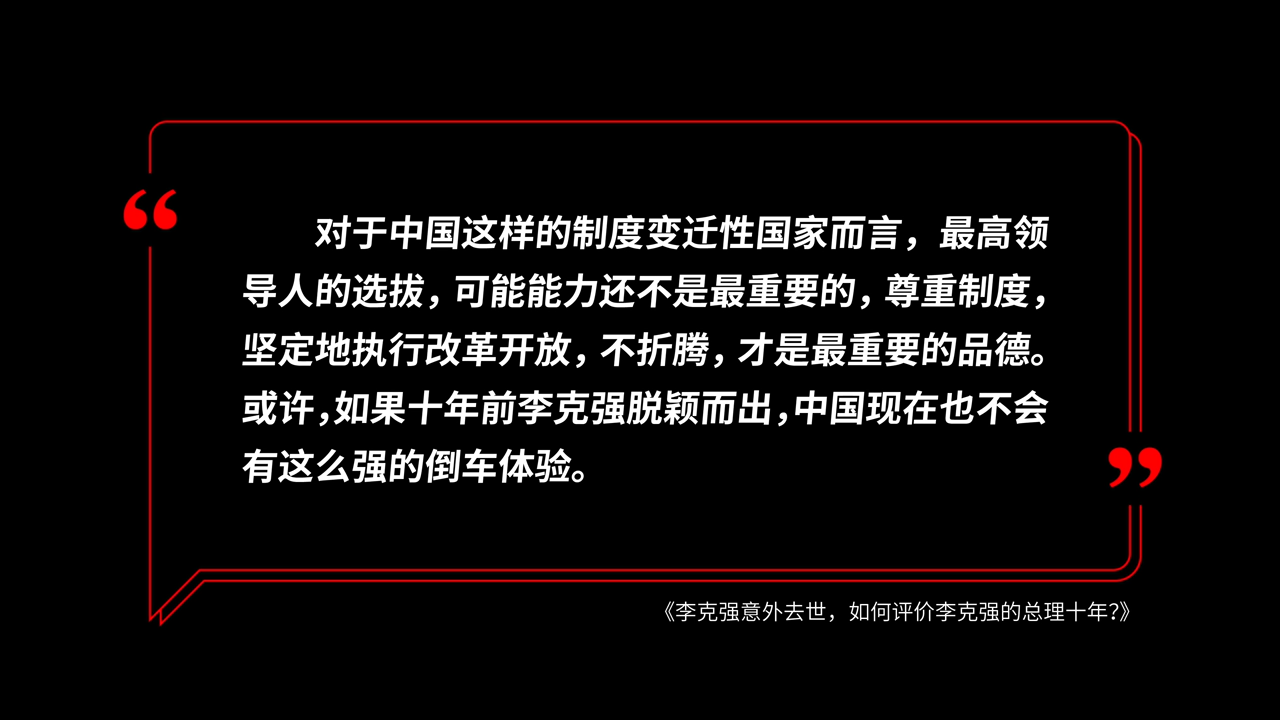 “
对于中国这样的制度变迁性国家而言，最高领
导人的选拔，可能能力还不是最重要的，尊重制度，
坚定地执行改革开放，不折腾，才是最重要的品德。
或许，如果十年前李克强脱颖而出，中国现在也不会
有这么强的倒车体验。
”
《李克强意外去世，如何评价李克强的总理十年？》